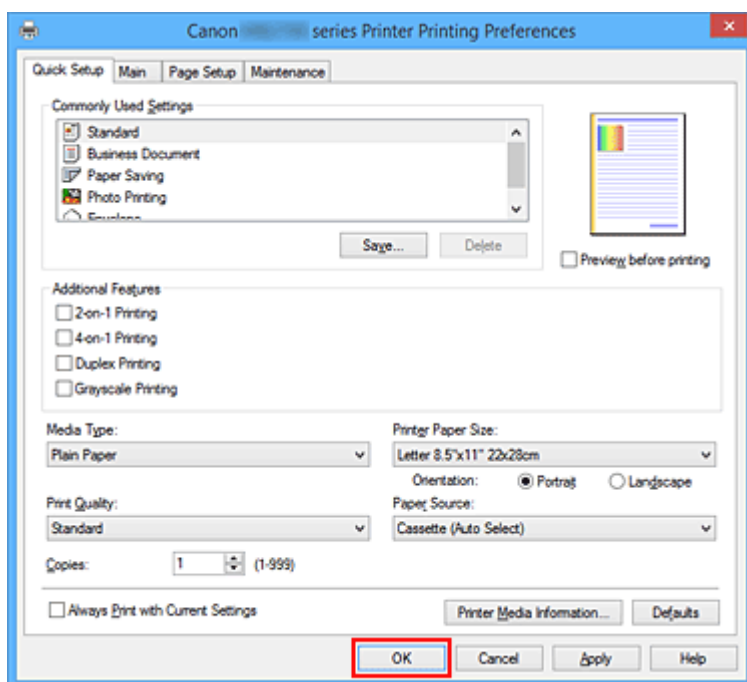 Canon series Printer Printing Preferences
Quick Setup Main Page Setup Maintenance
Commonly Used Settings
Standard
Business Document
Paper Saving
Photo Printing
Envelope
Save... Delete
Preview before printing
Additional Features
2-on-1 Printing
4-on-1 Printing
Duplex Printing
Grayscale Printing
Media Type:
Plain Paper
Printer Paper Size:
Letter 8.5"x11" 22x28cm
Orientation: Portrait Landscape
Print Quality:
Standard
Paper Source:
Cassette (Auto Select)
Copies: 1 (1-999)
Always Print with Current Settings
Printer Media Information... Defaults
OK Cancel Apply Help